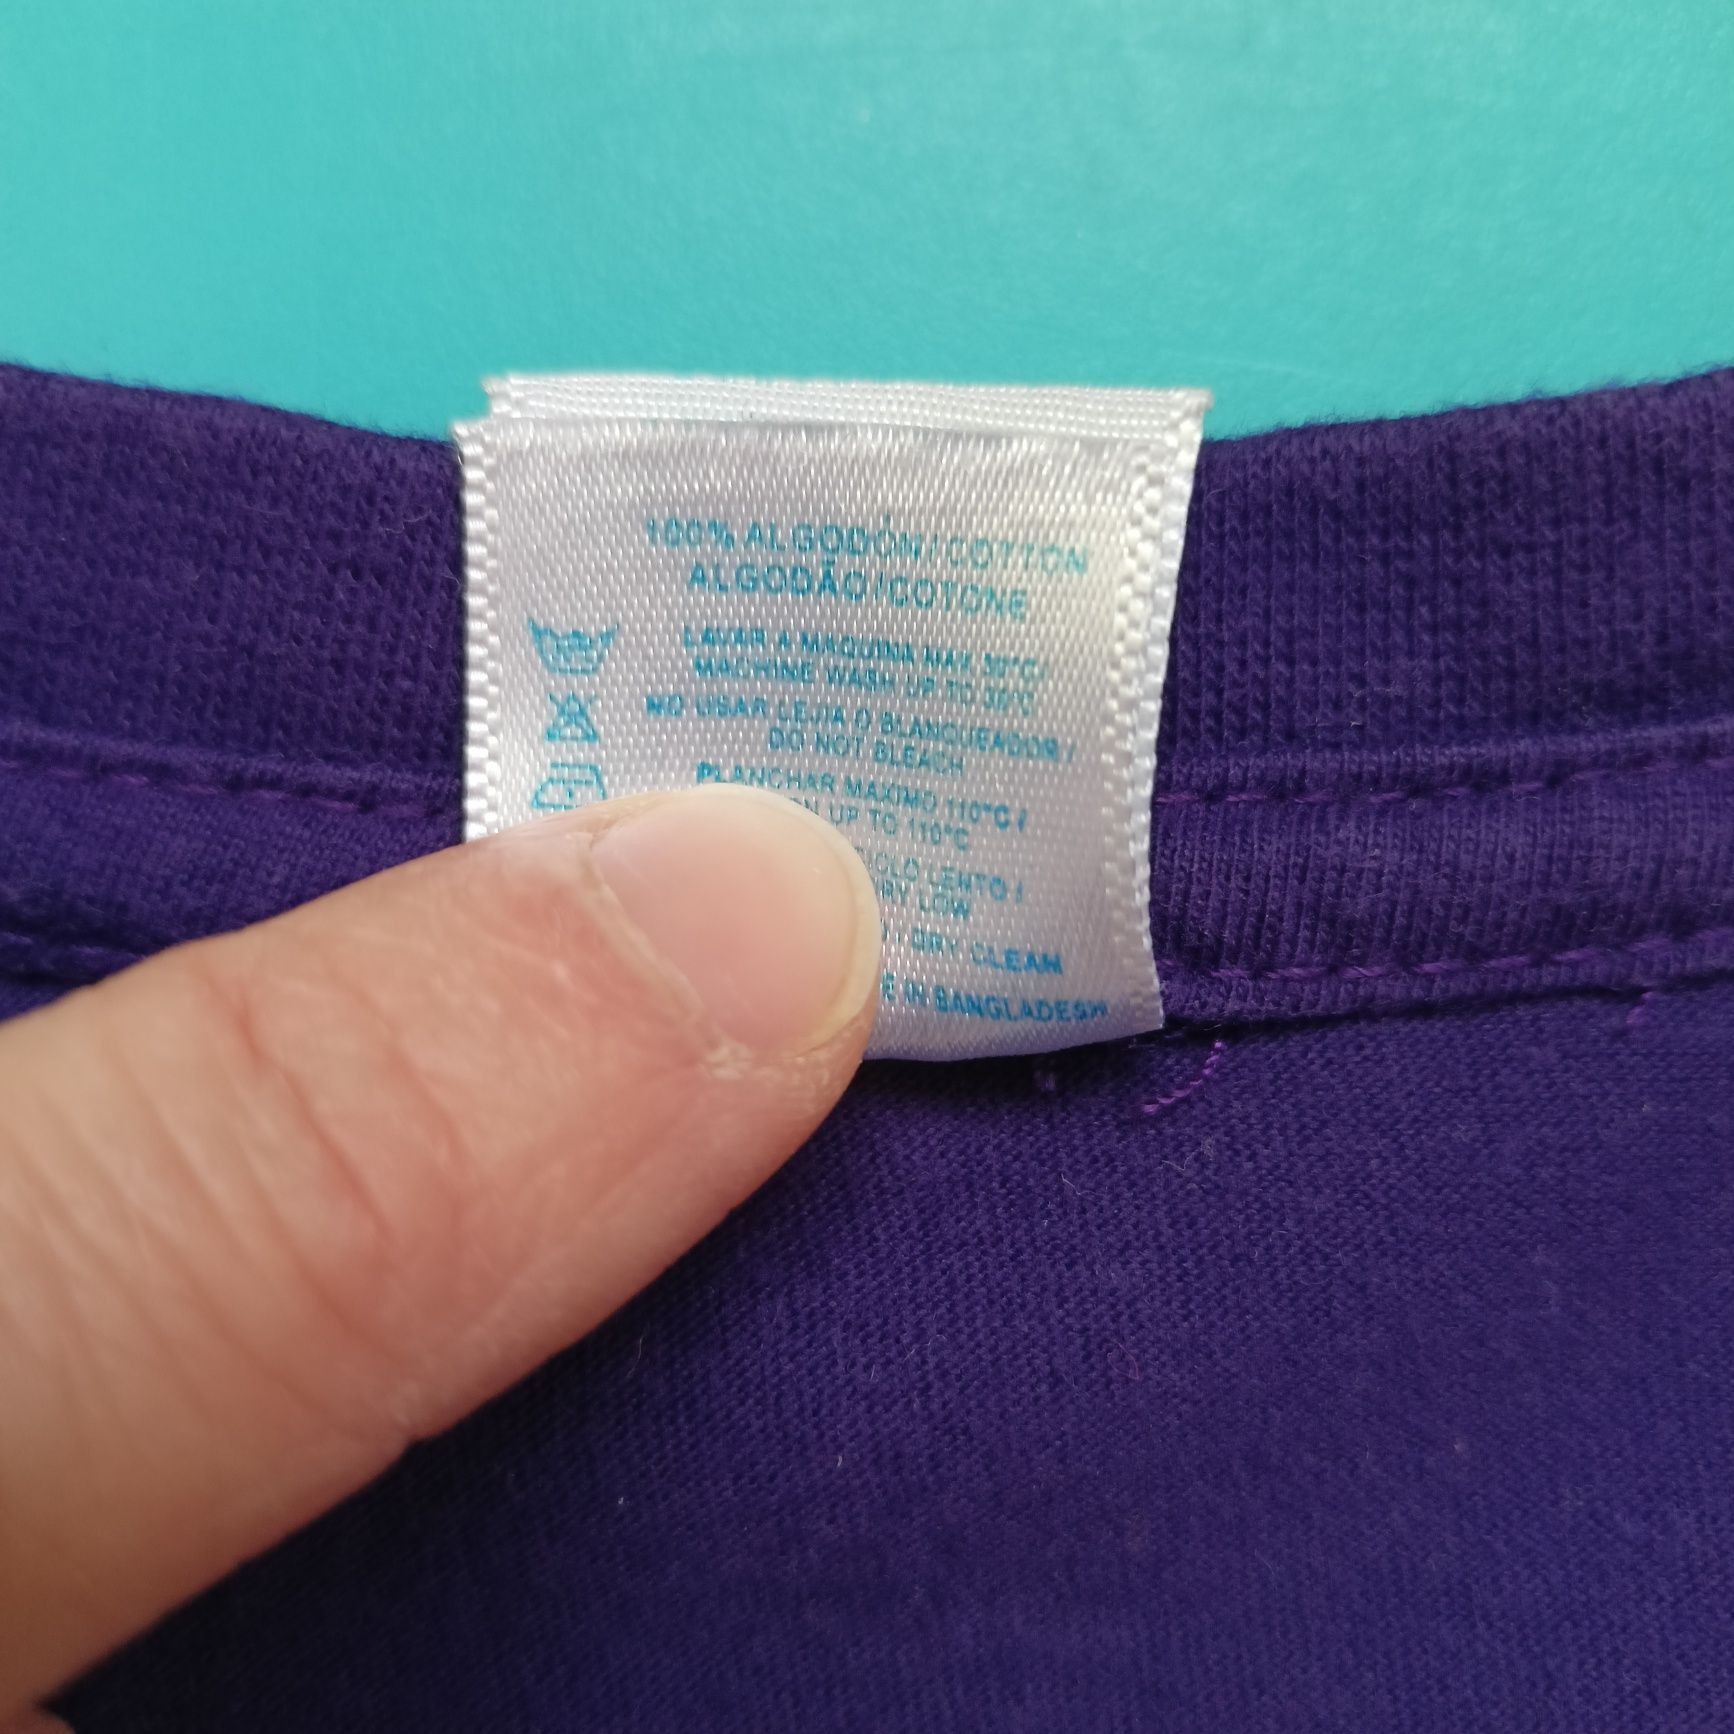 100% ALGODÓN/COTTON
ALGODÃO/COTONE
LAVAR A MAQUINA MAX 30°C/
MACHINE WASH UP TO 30°C
NO USAR LEJIA O BLANQUEADOR /
DO NOT BLEACH
PLANCHAR MAXIMO 110°C /
UP TO 110°C
LENTO /
LOW
DRY CLEAN
IN BANGLADESH